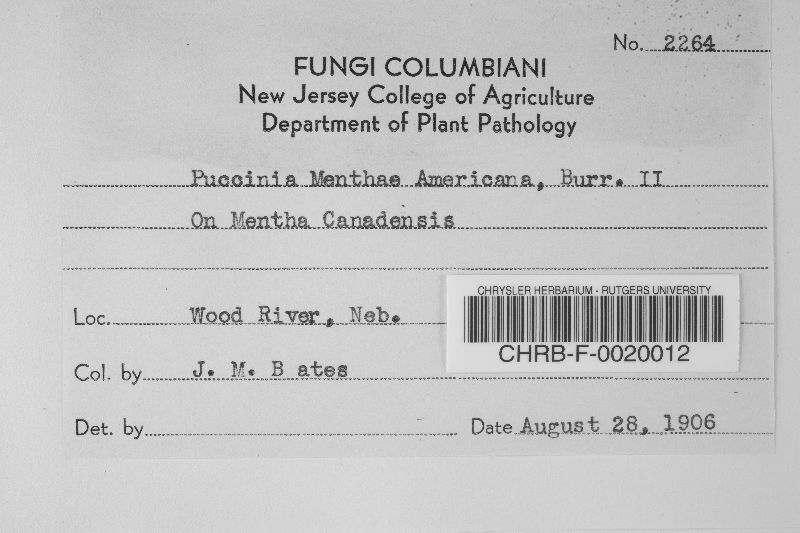 No. 2264
FUNGI COLUMBIANI
New Jersey College of Agriculture
Department of Plant Pathology
Puccinia Menthae Americana, Burr. II
On Mentha Canadensis
Loc. Wood River, Neb.
CHRYSLER HERBARIUM - RUTGERS UNIVERSITY
CHRB-F-0020012
Col. by J. M. B ates
Det. by
Date August 28, 1906